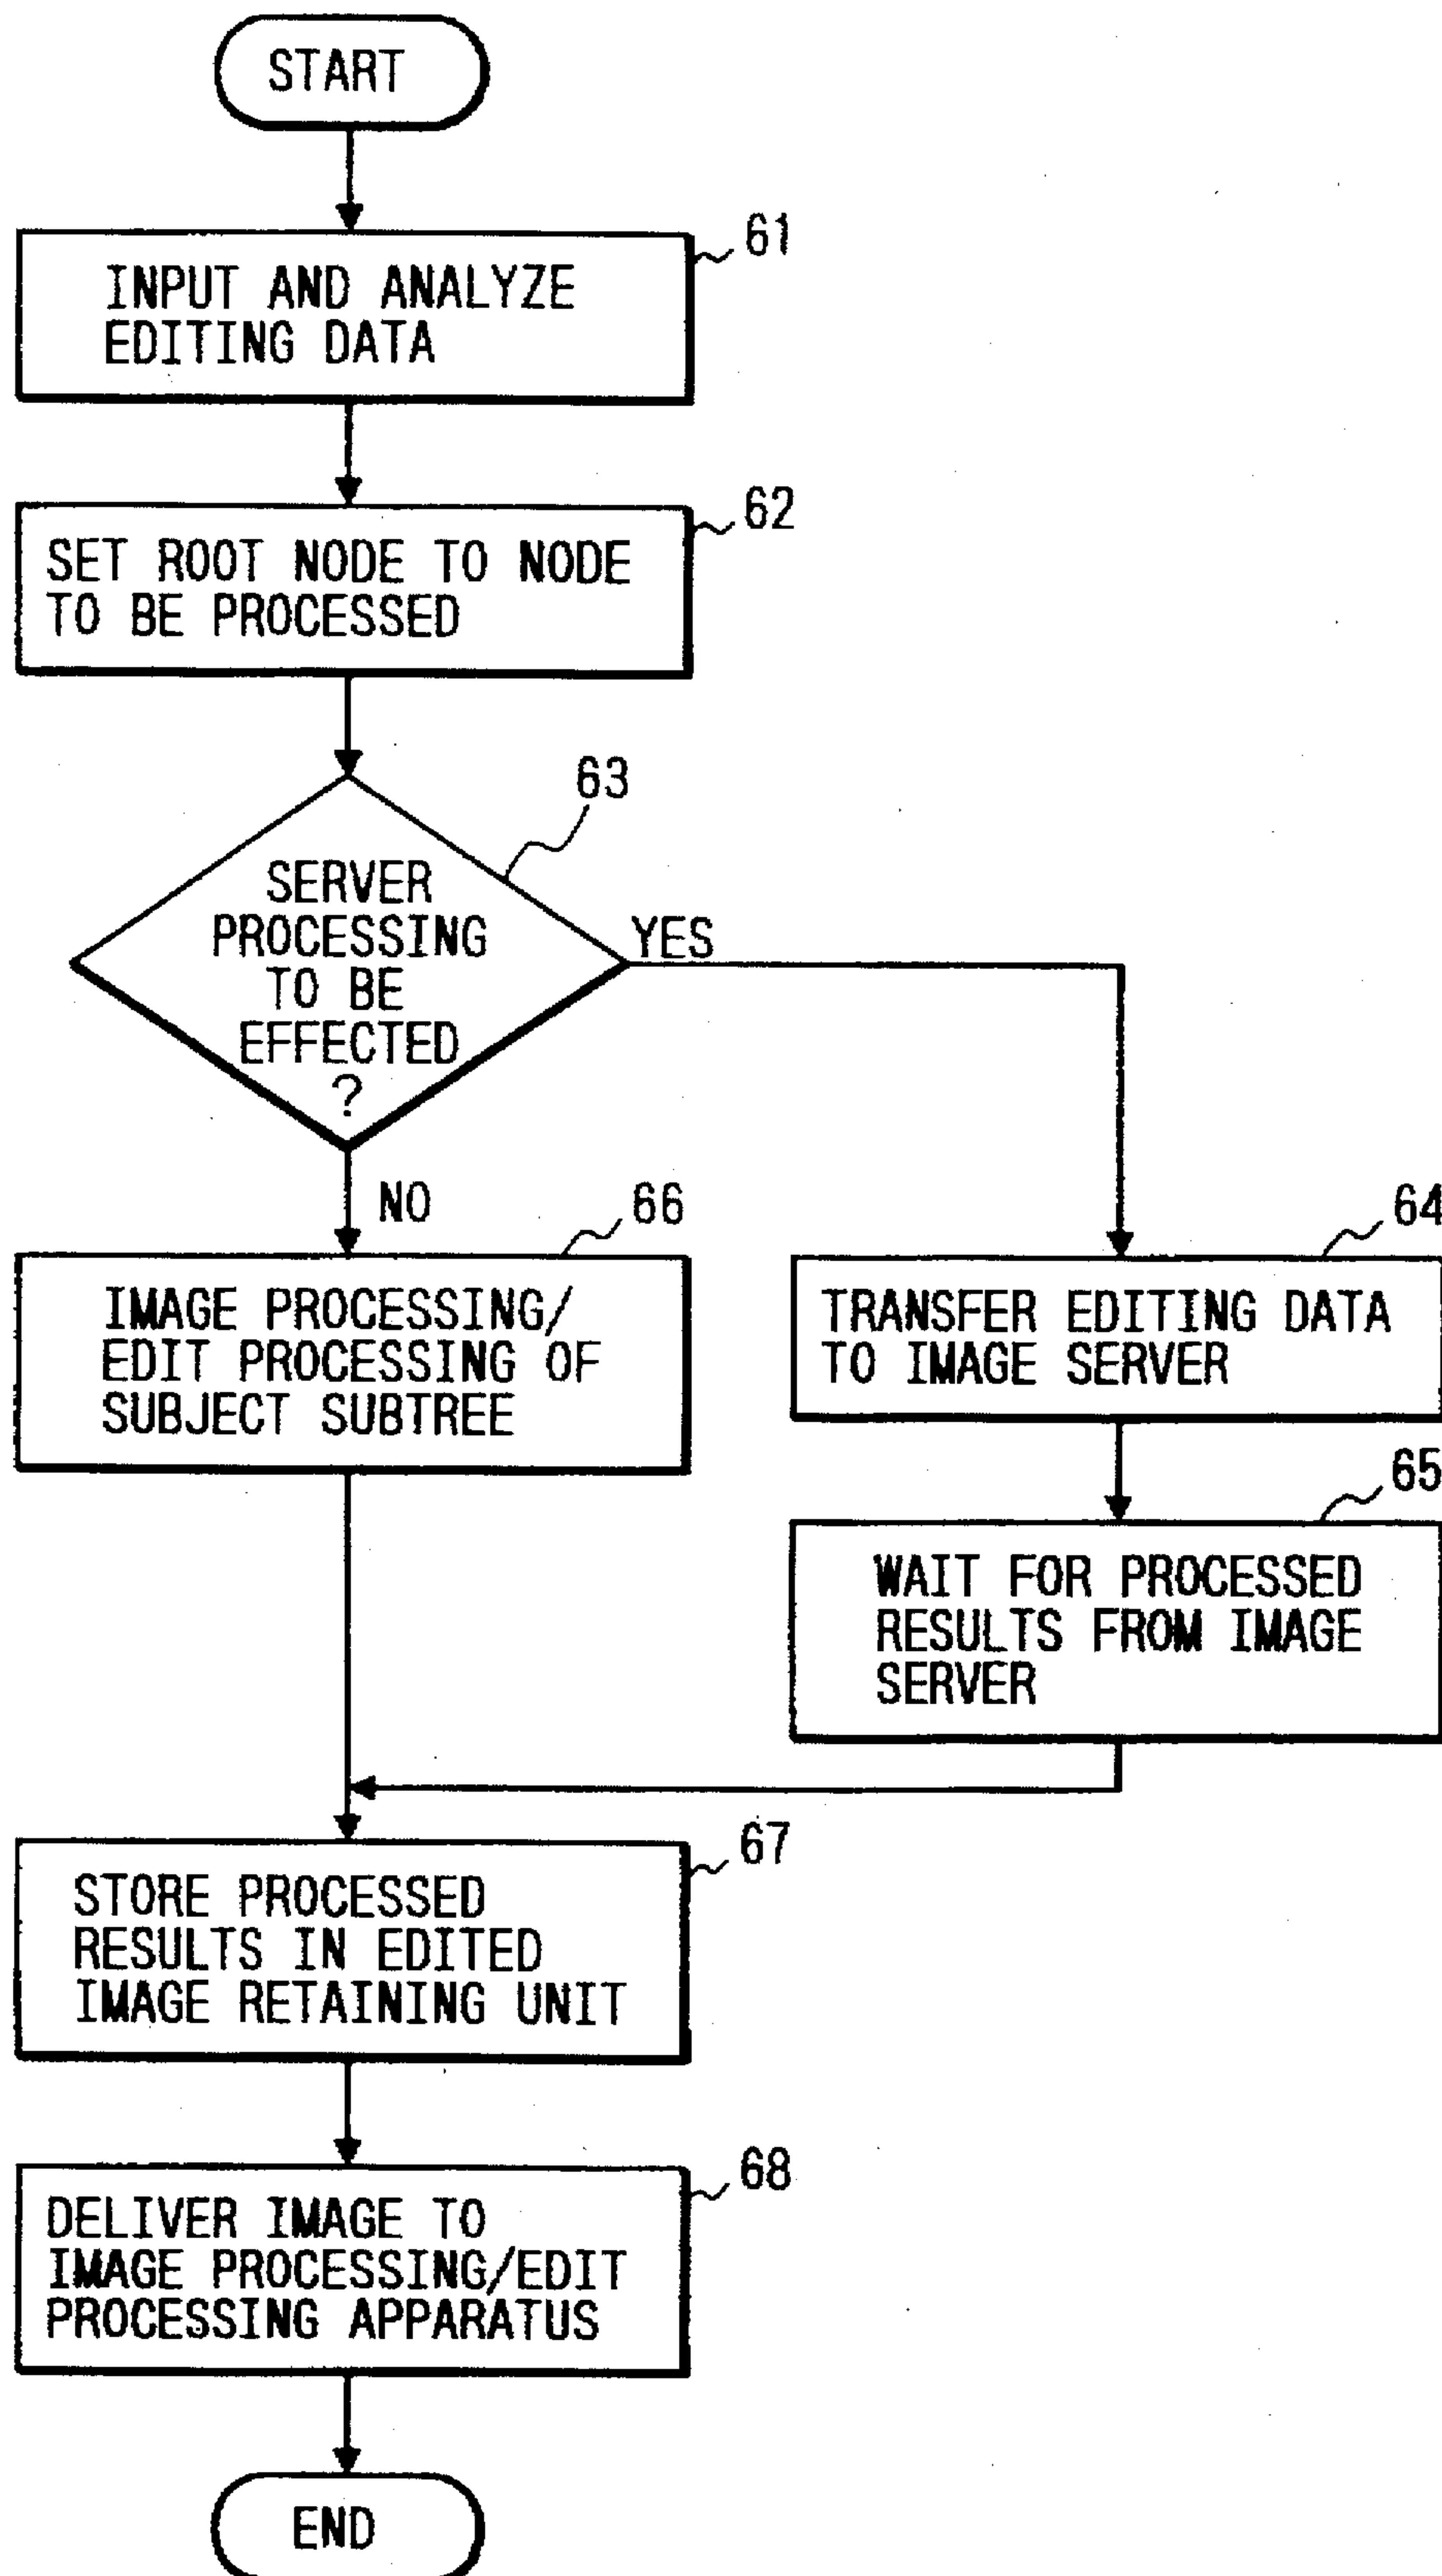 START
61
INPUT AND ANALYZE
EDITING DATA
62
SET ROOT NODE TO NODE
TO BE PROCESSED
63
SERVER
PROCESSING
TO BE
EFFECTED
?
YES
NO
66
IMAGE PROCESSING/
EDIT PROCESSING OF
SUBJECT SUBTREE
64
TRANSFER EDITING DATA
TO IMAGE SERVER
65
WAIT FOR PROCESSED
RESULTS FROM IMAGE
SERVER
67
STORE PROCESSED
RESULTS IN EDITED
IMAGE RETAINING UNIT
68
DELIVER IMAGE TO
IMAGE PROCESSING/EDIT
PROCESSING APPARATUS
END